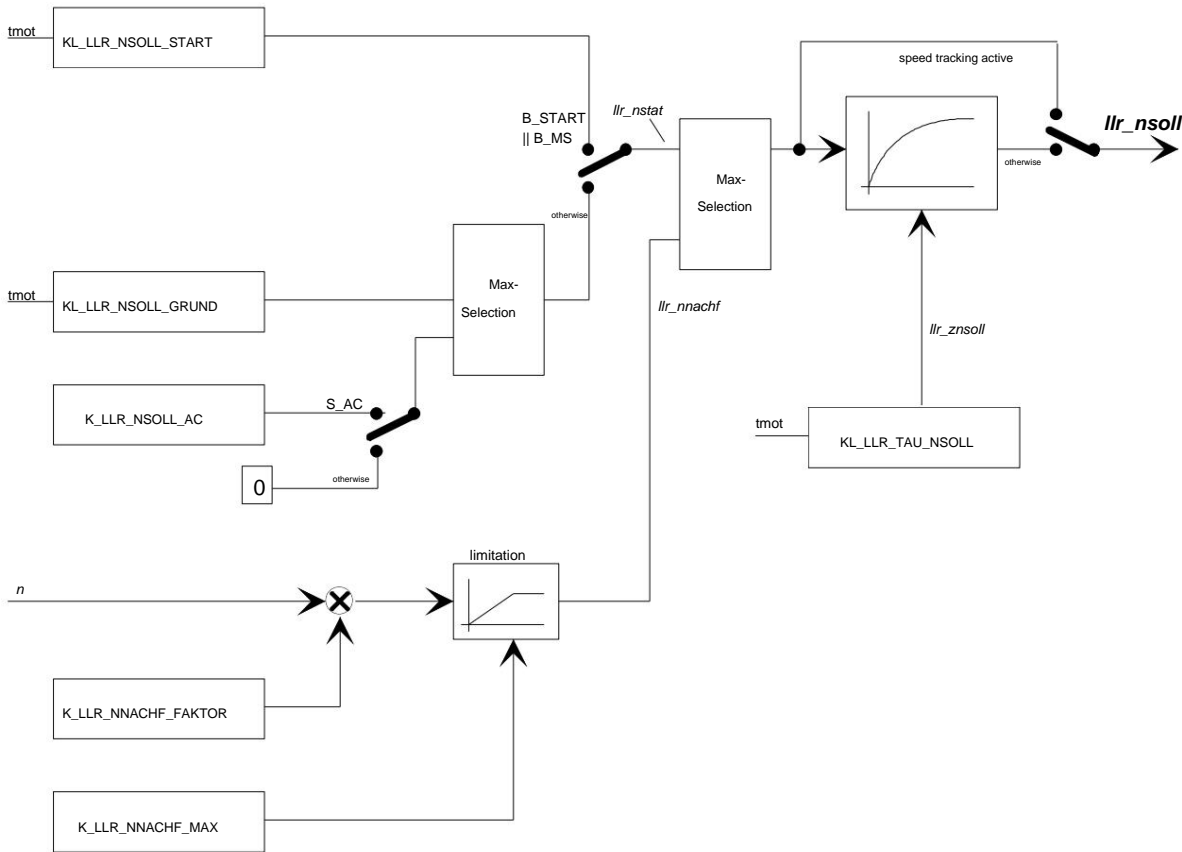 tmot
KL_LLR_NSOLL_START
speed tracking active
B_START
|| B_MS
llr_nstat
llr_nsoll
Max-
Selection
otherwise
otherwise
tmot
KL_LLR_NSOLL_GRUND
Max-
Selection
llr_nnachf
llr_znsoll
K_LLR_NSOLL_AC
S_AC
tmot
KL_LLR_TAU_NSOLL
0
otherwise
limitation
n
K_LLR_NNACHF_FAKTOR
K_LLR_NNACHF_MAX